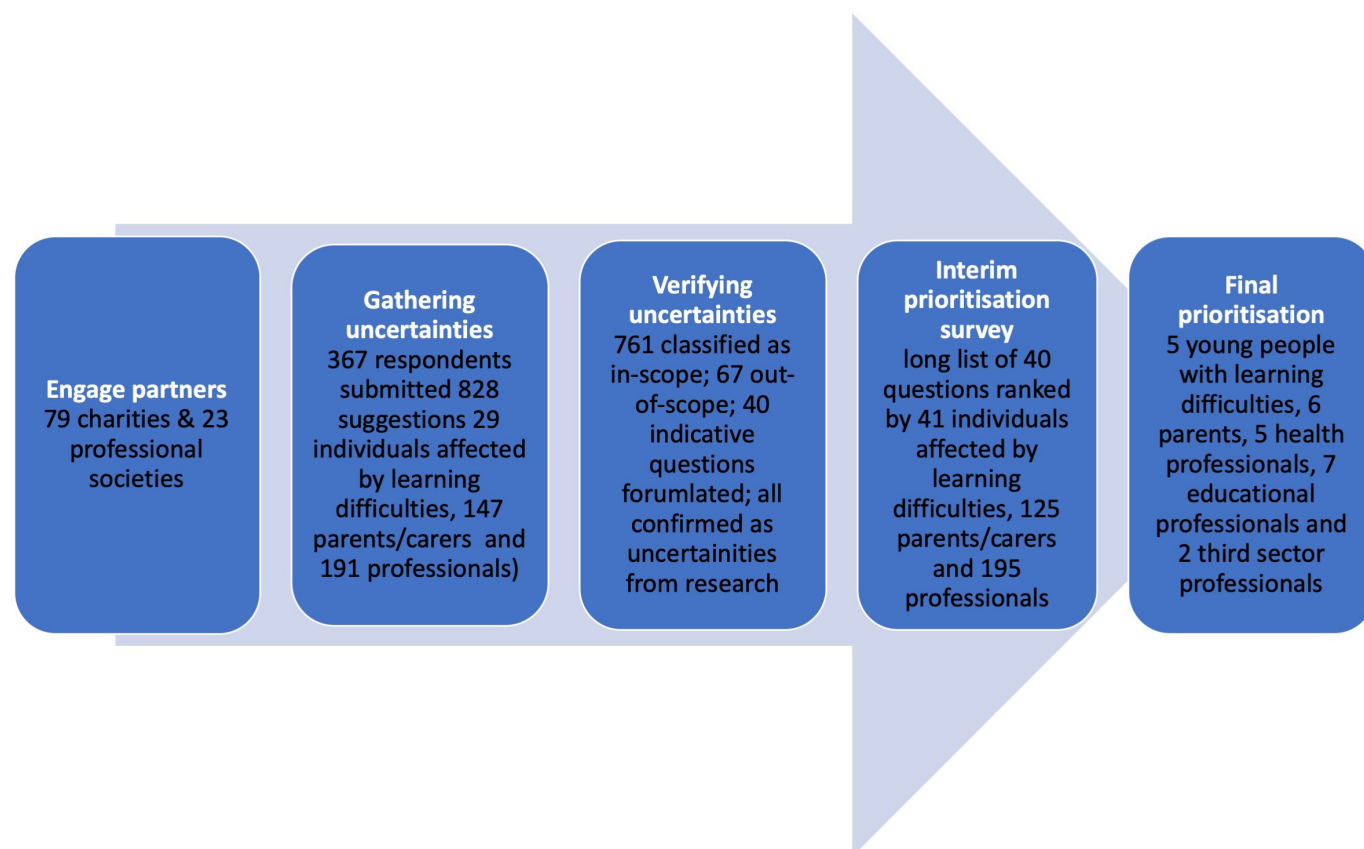 Engage partners
79 charities & 23
professional
societies
Gathering
uncertainties
367 respondents
submitted 828
suggestions 29
individuals affected
by learning
difficulties, 147
parents/carers and
191 professionals)
Verifying
uncertainties
761 classified as
in-scope; 67 out-
of-scope; 40
indicative
questions
forumlated; all
confirmed as
uncertainities
from research
Interim
prioritisation
survey
long list of 40
questions ranked
by 41 individuals
affected by
learning
difficulties, 125
parents/carers
and 195
professionals
Final
prioritisation
5 young people
with learning
difficulties, 6
parents, 5 health
professionals, 7
educational
professionals and
2 third sector
professionals